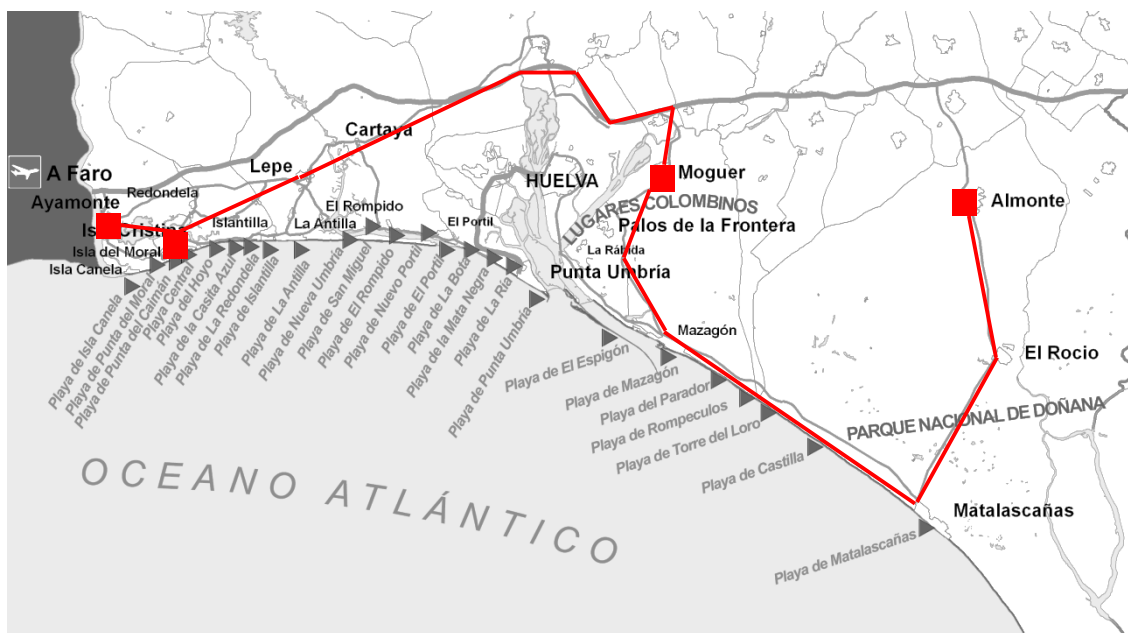 Cartaya
Lepe
A Faro
HUELVA
Moguer
Redondela
Ayamonte
Almonte
LUGARES COLOMBINOS
El Rompido
Isla Cristina
Islantilla
La Antilla
El Portil
Palos de la Frontera
Isla del Moral
La Rábida
Isla Canela
Punta Umbría
Mazagón
El Rocio
PARQUE NACIONAL DE DOÑANA
Matalascañas
Playa de Isla Canela
Playa de Punta del Moral
Playa de Punta del Caimán
Playa Central
Playa del Hoyo
Playa de la Casita Azul
Playa de La Redondela
Playa de Islantilla
Playa de La Antilla
Playa de Nueva Umbría
Playa de San Miguel
Playa de El Rompido
Playa de Nuevo Portil
Playa de El Portil
Playa de La Bota
Playa de la Mata Negra
Playa de La Ría
Playa de Punta Umbría
Playa de El Espigón
Playa de Mazagón
Playa del Parador
Playa de Rompeculos
Playa de Torre del Loro
Playa de Castilla
Playa de Matalascañas
OCEANO ATLÁNTICO